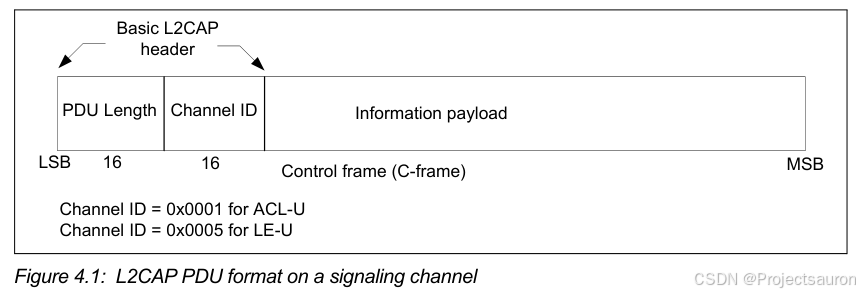 Basic L2CAP
header
PDU Length Channel ID Information payload
LSB 16 16 MSB
Control frame (C-frame)
Channel ID = 0x0001 for ACL-U
Channel ID = 0x0005 for LE-U
Figure 4.1: L2CAP PDU format on a signaling channel
CSDN @Projectsauron